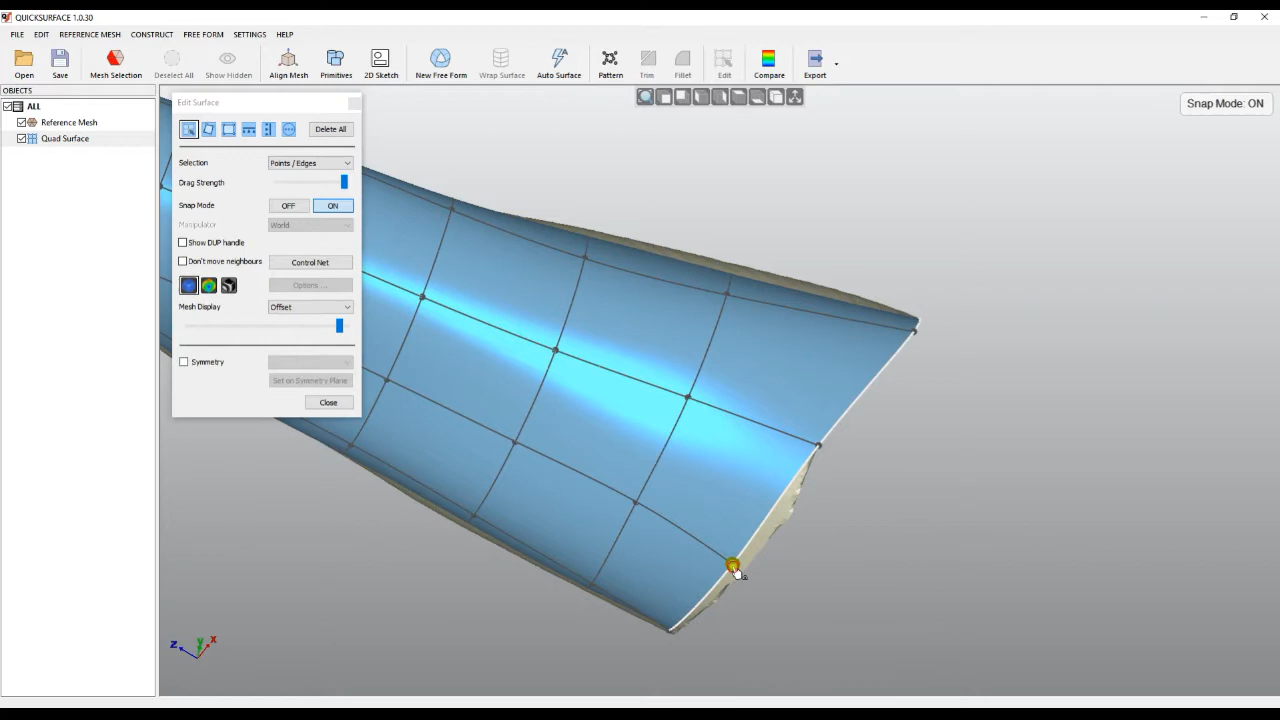 QUICKSURFACE 1.0.30
FILE EDIT REFERENCE MESH CONSTRUCT FREE FORM SETTINGS HELP
Open Save Mesh Selection Deselect All Show Hidden Align Mesh Primitives 2D Sketch New Free Form Wrap Surface Auto Surface Pattern Trim Fillet Edit Compare Export
OBJECTS
ALL
Reference Mesh
Quad Surface
Edit Surface
Delete All
Selection Points / Edges
Drag Strength
Snap Mode OFF ON
Manipulator World
Show DUP handle
Don't move neighbours Control Net
Options ...
Mesh Display Offset
Symmetry
Set on Symmetry Plane
Close
Snap Mode: ON
Z Y X